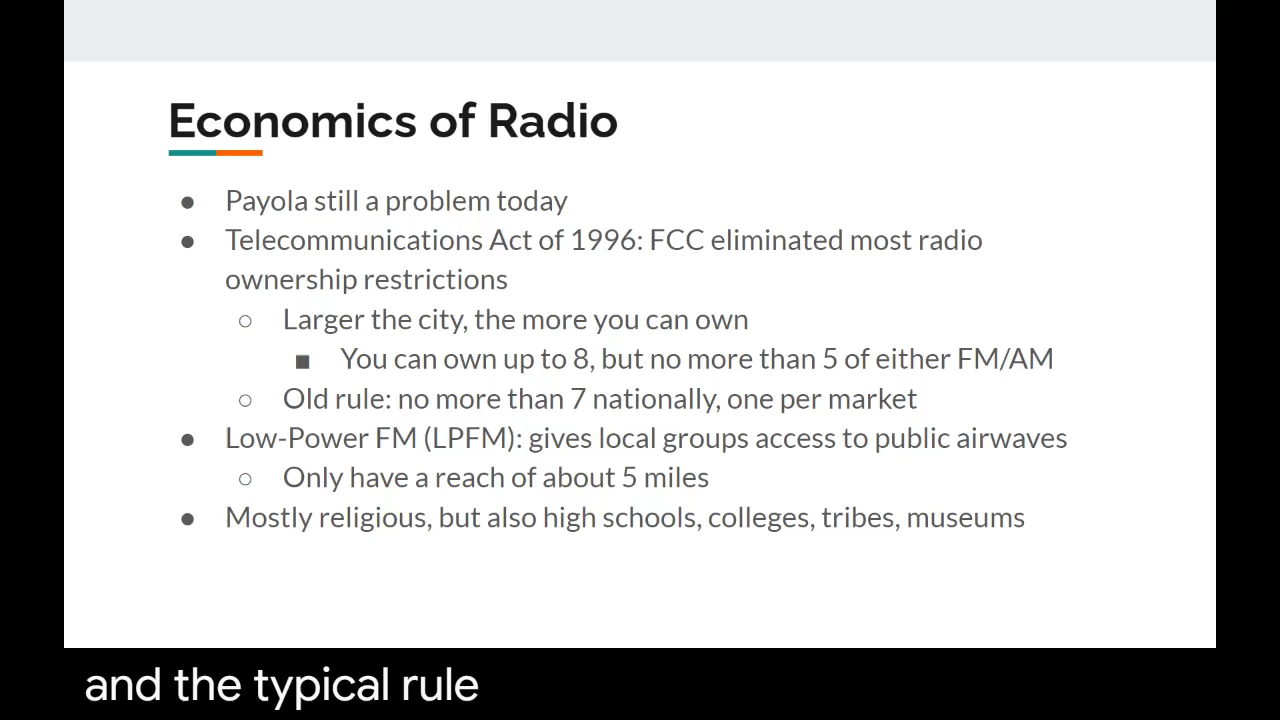 Economics of Radio
● Payola still a problem today
● Telecommunications Act of 1996: FCC eliminated most radio
ownership restrictions
○ Larger the city, the more you can own
■ You can own up to 8, but no more than 5 of either FM/AM
○ Old rule: no more than 7 nationally, one per market
● Low-Power FM (LPFM): gives local groups access to public airwaves
○ Only have a reach of about 5 miles
● Mostly religious, but also high schools, colleges, tribes, museums
and the typical rule